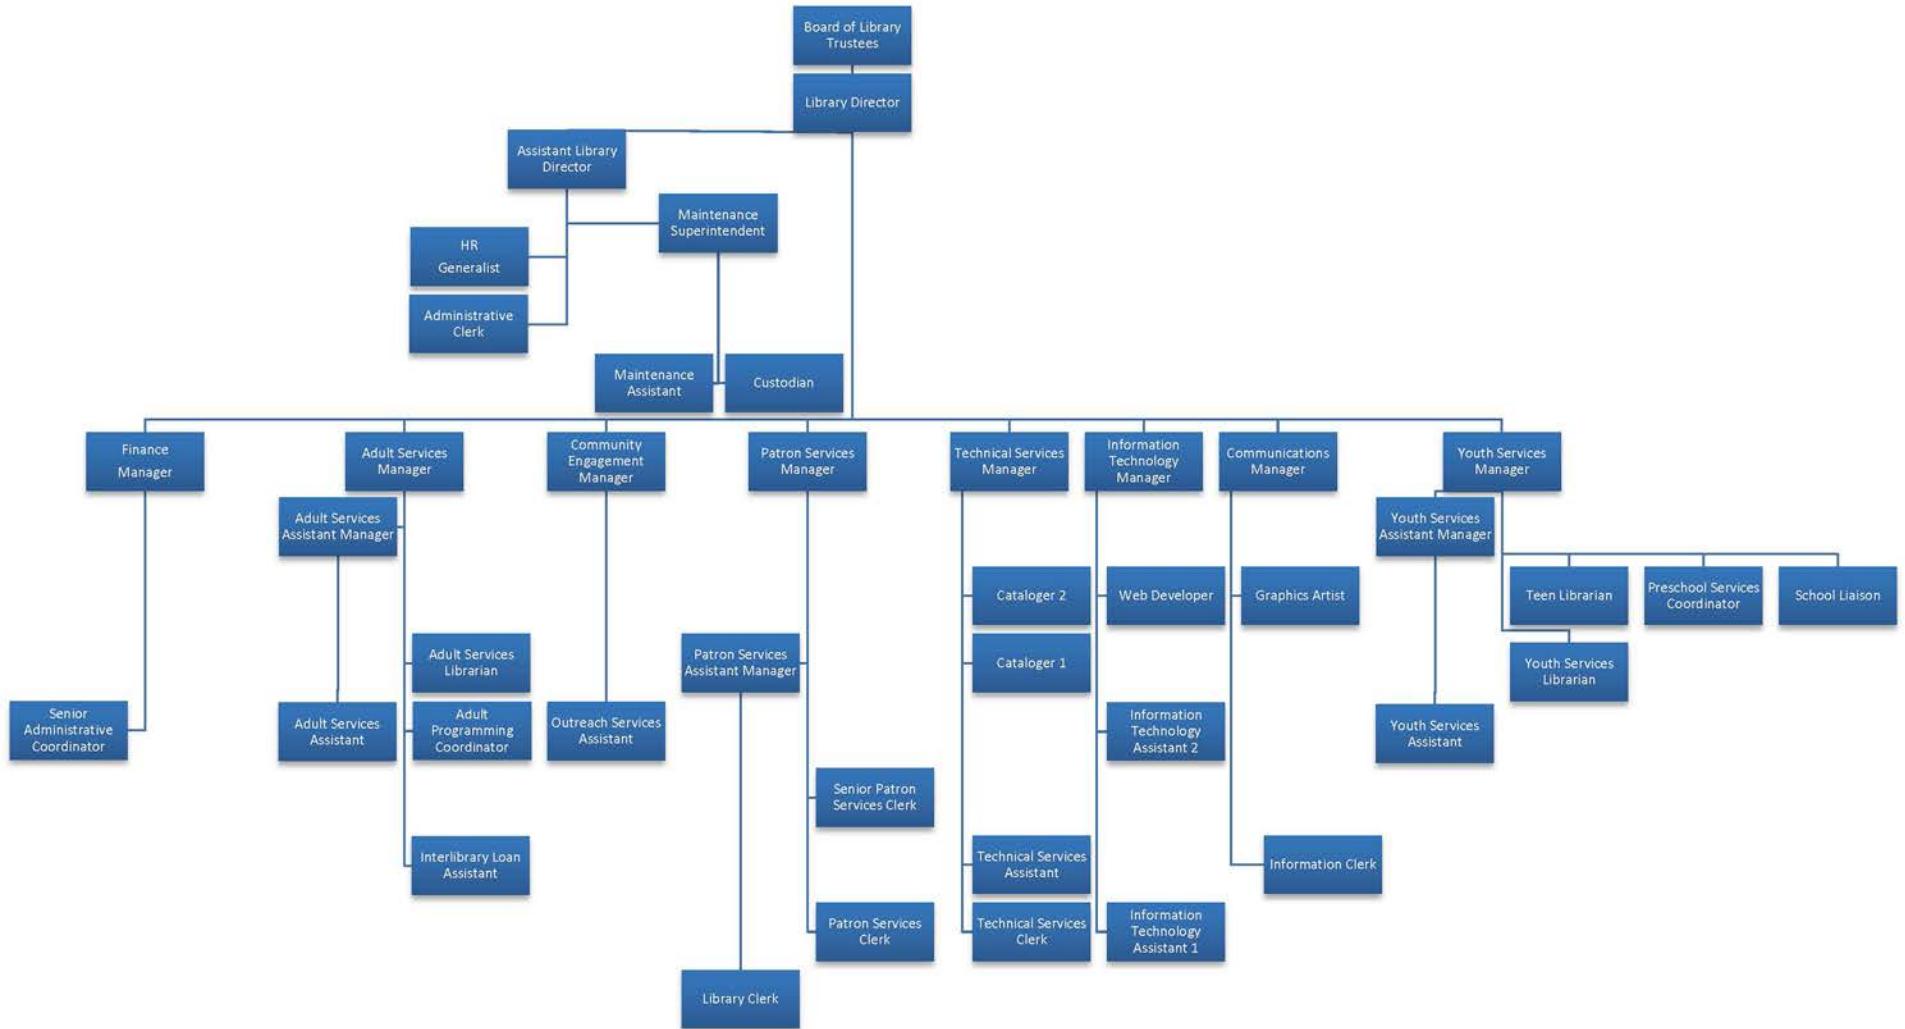 Board of Library
Trustees
Library Director
Assistant Library
Director
Maintenance
Superintendent
HR
Generalist
Administrative
Clerk
Maintenance
Assistant
Custodian
Finance
Manager
Adult Services
Manager
Community
Engagement
Manager
Patron Services
Manager
Technical Services
Manager
Information
Technology
Manager
Communications
Manager
Youth Services
Manager
Adult Services
Assistant Manager
Youth Services
Assistant Manager
Cataloger 2
Web Developer
Graphics Artist
Teen Librarian
Preschool Services
Coordinator
School Liaison
Adult Services
Librarian
Patron Services
Assistant Manager
Cataloger 1
Youth Services
Librarian
Senior
Administrative
Coordinator
Adult Services
Assistant
Adult
Programming
Coordinator
Outreach Services
Assistant
Information
Technology
Assistant 2
Youth Services
Assistant
Senior Patron
Services Clerk
Interlibrary Loan
Assistant
Technical Services
Assistant
Information Clerk
Patron Services
Clerk
Technical Services
Clerk
Information
Technology
Assistant 1
Library Clerk